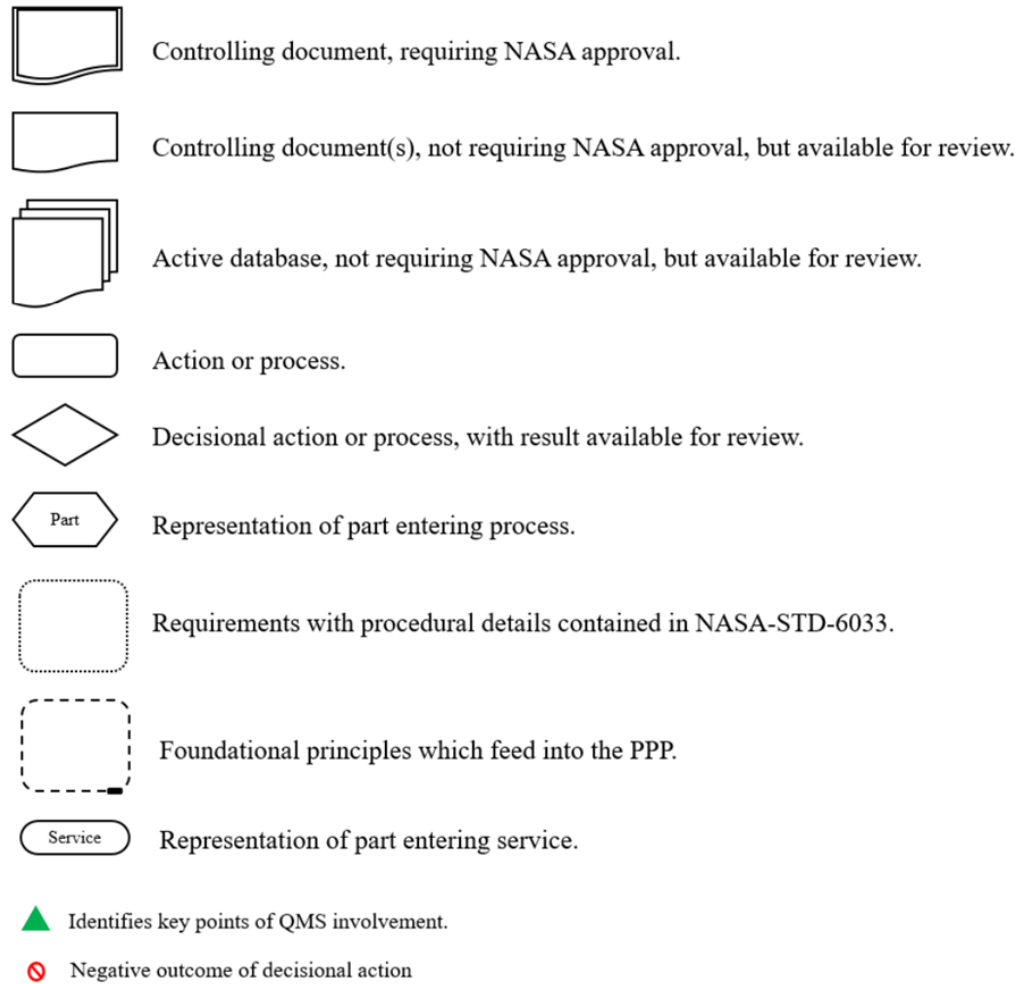 Controlling document, requiring NASA approval.
Controlling document(s), not requiring NASA approval, but available for review.
Active database, not requiring NASA approval, but available for review.
Action or process.
Decisional action or process, with result available for review.
Part
Representation of part entering process.
Requirements with procedural details contained in NASA-STD-6033.
Foundational principles which feed into the PPP.
Service
Representation of part entering service.
Identifies key points of QMS involvement.
Negative outcome of decisional action